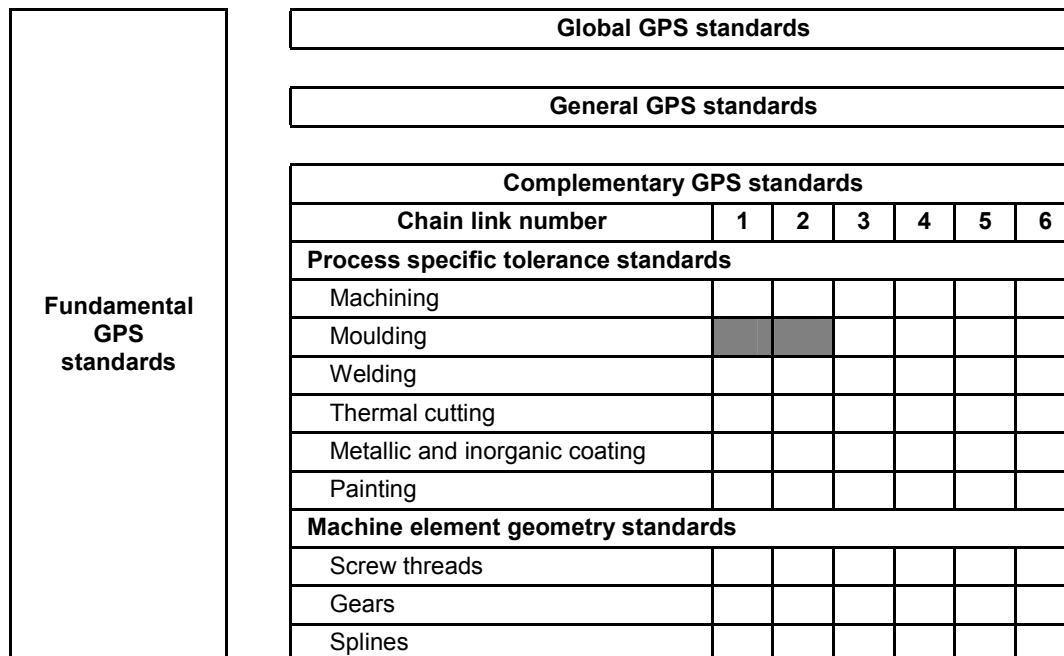 Fundamental
GPS
standards
Global GPS standards
General GPS standards
Complementary GPS standards
Chain link number 1 2 3 4 5 6
Process specific tolerance standards
Machining
Moulding
Welding
Thermal cutting
Metallic and inorganic coating
Painting
Machine element geometry standards
Screw threads
Gears
Splines